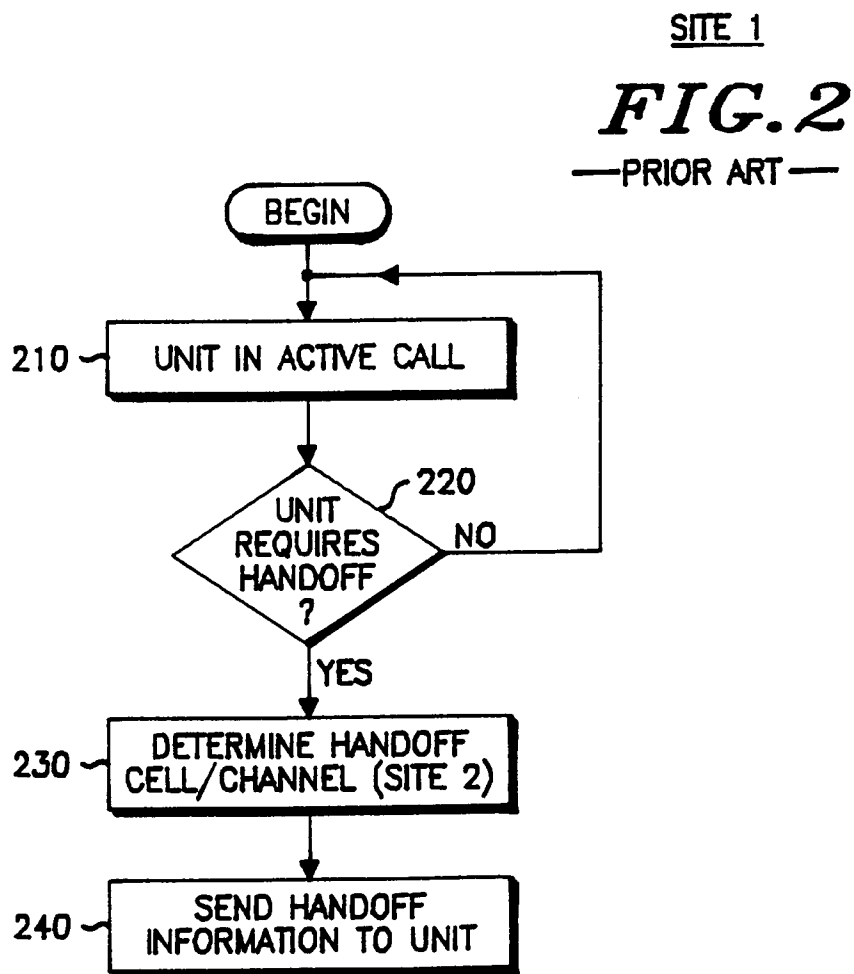 SITE 1
FIG.2
PRIOR ART
BEGIN
210
UNIT IN ACTIVE CALL
220
UNIT
REQUIRES
HANDOFF
?
NO
YES
230
DETERMINE HANDOFF
CELL/CHANNEL (SITE 2)
240
SEND HANDOFF
INFORMATION TO UNIT